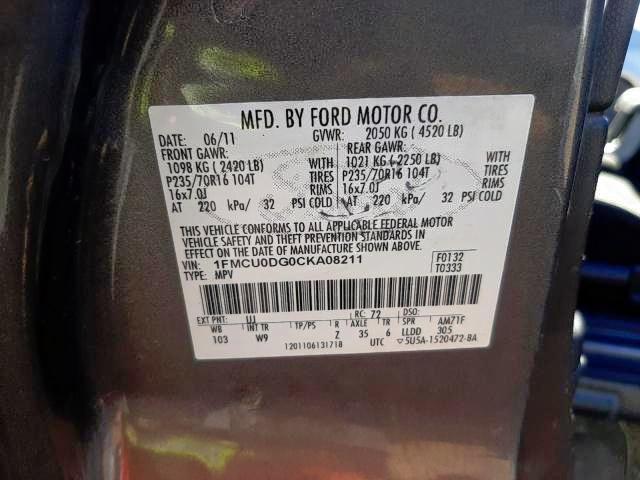 MFD. BY FORD MOTOR CO.
DATE: 06/11 GVWR: 2050 KG ( 4520 LB)
FRONT GAWR: REAR GAWR:
1098 KG ( 2420 LB) WITH 1021 KG ( 2250 LB) WITH
P235/70R16 104T TIRES P235/70R16 104T TIRES
16x7.0J RIMS 16x7.0J RIMS
AT 220 kPa/ 32 PSI COLD AT 220 kPa/ 32 PSI COLD
THIS VEHICLE CONFORMS TO ALL APPLICABLE FEDERAL MOTOR
VEHICLE SAFETY AND THEFT PREVENTION STANDARDS IN
EFFECT ON THE DATE OF MANUFACTURE SHOWN ABOVE.
VIN: 1FMCU0DG0CKA08211 F0132
TYPE: MPV T0333
EXT PNT: UJ RC: 72 DSO:
WB INT TR TP/PS R AXLE TR SPR AM71F
103 W9 Z 35 6 LLDD 305
1201106131718 UTC ▽5U5A-1520472-BA